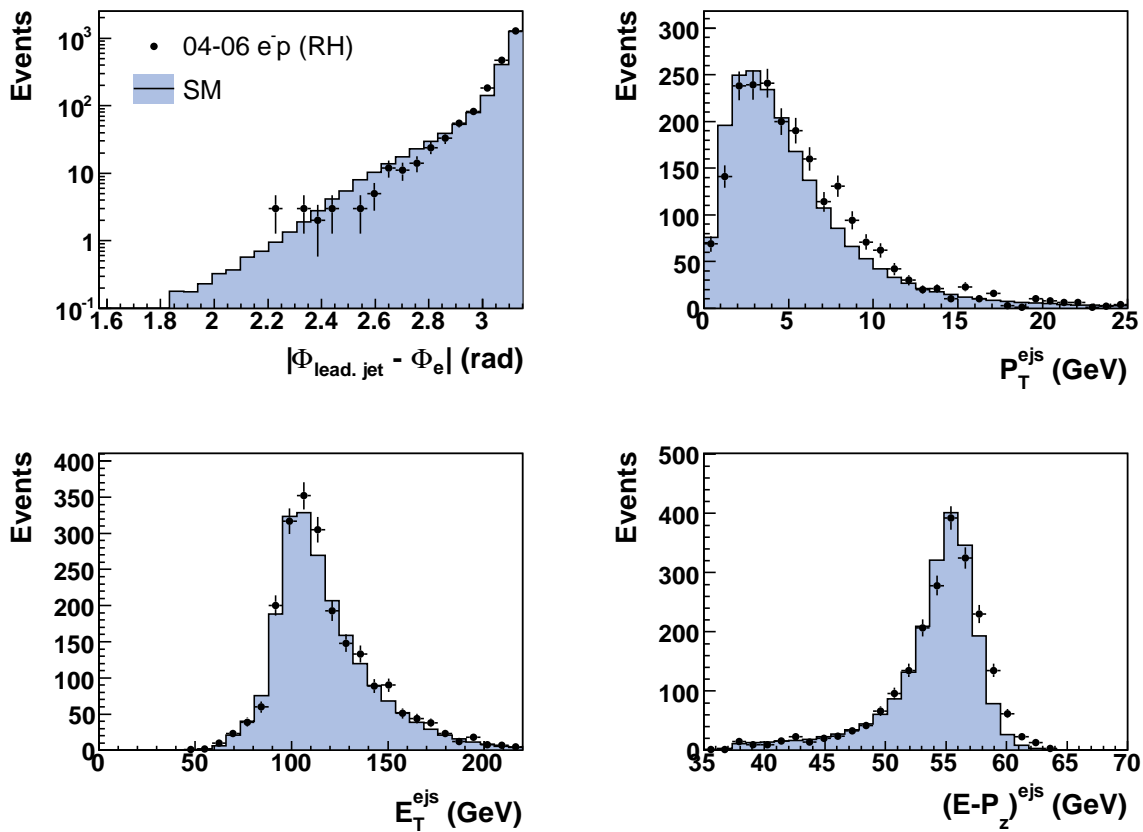 Events
10³
10²
10
1
10⁻¹
04-06 e⁻p (RH)
SM
1.6 1.8 2 2.2 2.4 2.6 2.8 3
|Φlead. jet - Φe| (rad)
Events
300
250
200
150
100
50
0
0 5 10 15 20 25
P_T^ejs (GeV)
Events
400
350
300
250
200
150
100
50
0
0 50 100 150 200
E_T^ejs (GeV)
Events
500
400
300
200
100
0
35 40 45 50 55 60 65 70
(E-P_z)^ejs (GeV)